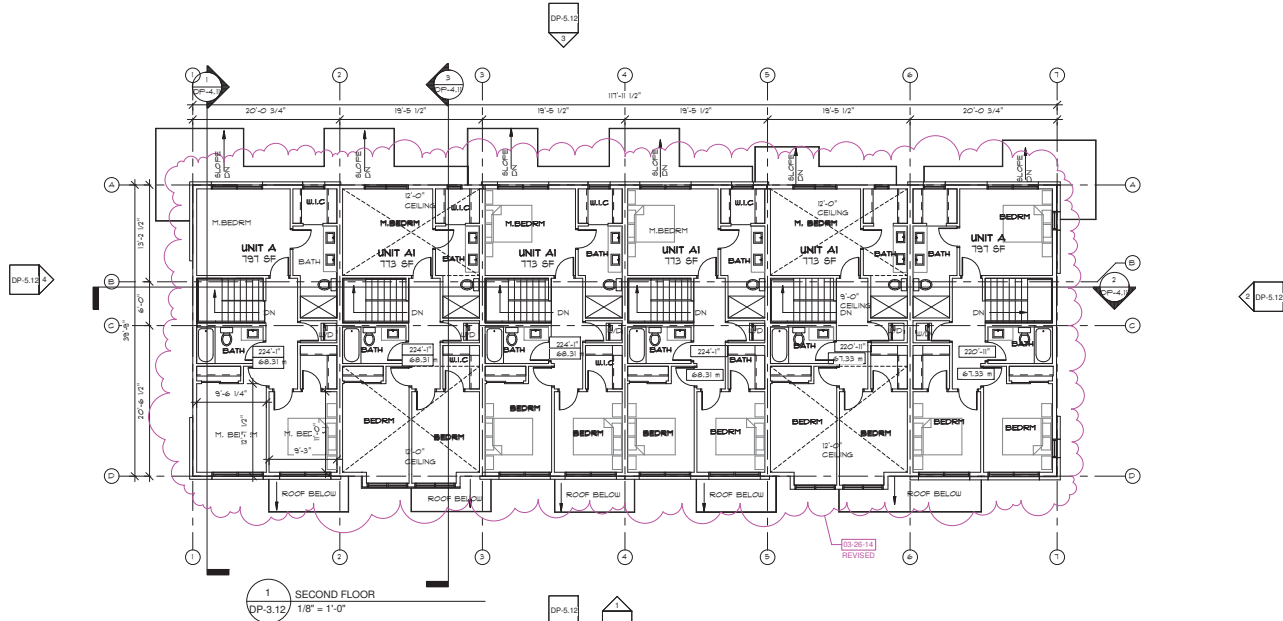 DP-5.12
3
1
DP-4.11
3
DP-4.11
1
2
3
4
5
6
7
117'-11 1/2"
20'-0 3/4"
19'-5 1/2"
19'-5 1/2"
19'-5 1/2"
19'-5 1/2"
20'-0 3/4"
SLOPE DN
SLOPE DN
SLOPE DN
SLOPE DN
SLOPE DN
SLOPE DN
A
A
B
B
C
C
D
D
13'-2 1/2"
6'-0"
20'-6 1/2"
DP-5.12
4
2
DP-4.11
2
DP-5.12
M.BEDRM
W.I.C
UNIT A
797 SF
BATH
DN
BATH
W/D
224'-1"
68.31 m
9'-6 1/4"
M. BEDRM
M. BED
11'-0"
9'-3"
12'-0"
CEILING
M.BEDRM
W.I.C
UNIT A1
773 SF
BATH
DN
BATH
224'-1"
68.31
W.I.C
BEDRM
BEDRM
12'-0"
CEILING
M. BEDRM
W.I.C
UNIT A1
773 SF
BATH
DN
BATH
224'-1"
68.31
W.I.C
BEDRM
BEDRM
M.BEDRM
W.I.C
UNIT A1
773 SF
BATH
DN
BATH
W/D
224'-1"
68.31 m
BATH
BEDRM
BEDRM
12'-0"
CEILING
M. BEDRM
UNIT A1
773 SF
BATH
9'-0"
CEILING
DN
BATH
W/D
220'-11"
67.33 m
BEDRM
BEDRM
12'-0"
CEILING
BEDRM
UNIT A
797 SF
BATH
DN
W/D
BATH
220'-11"
67.33 m
BEDRM
BEDRM
ROOF BELOW
ROOF BELOW
ROOF BELOW
ROOF BELOW
ROOF BELOW
03-26-14
REVISED
1
2
3
4
5
6
7
1
DP-3.12
SECOND FLOOR
1/8" = 1'-0"
DP-5.12
1